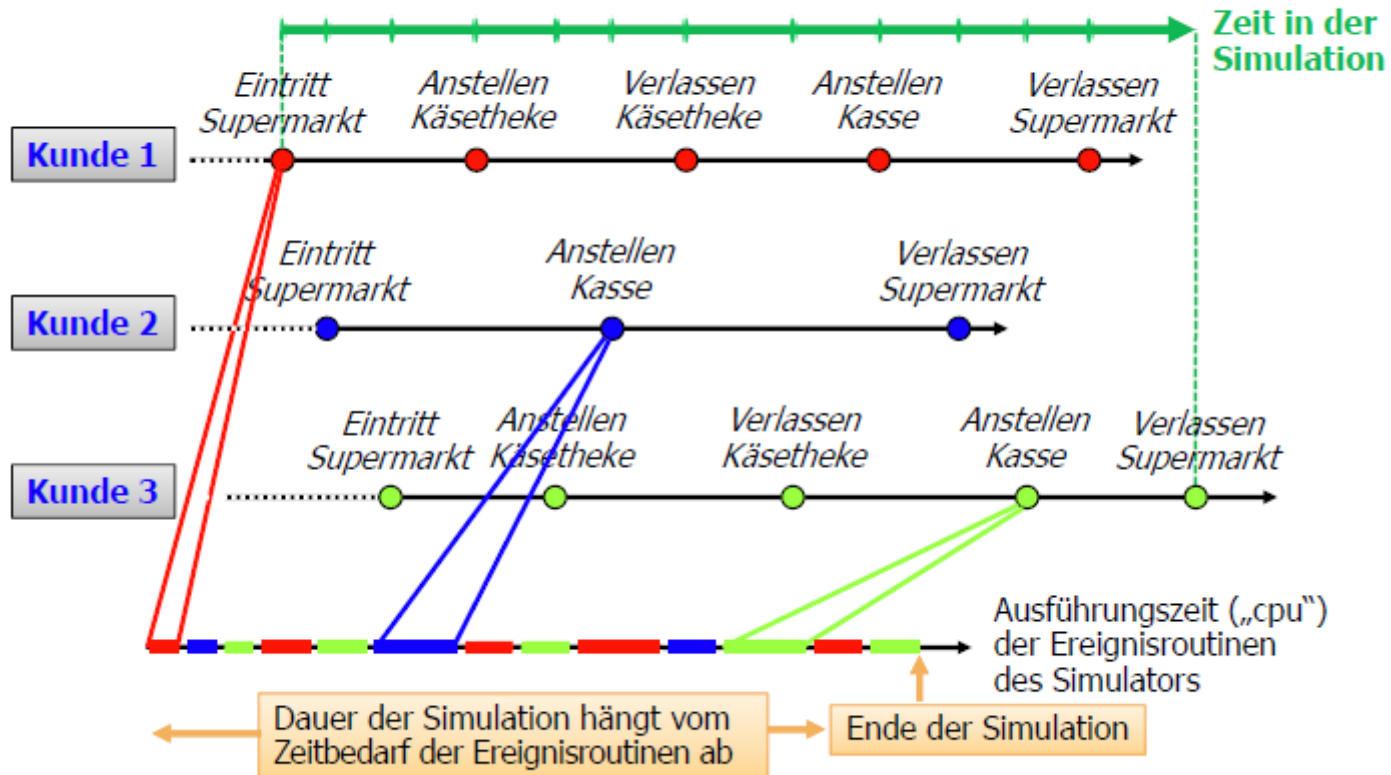 Zeit in der
Simulation
Eintritt
Supermarkt
Anstellen
Käsetheke
Verlassen
Käsetheke
Anstellen
Kasse
Verlassen
Supermarkt
Kunde 1
Eintritt
Supermarkt
Anstellen
Kasse
Verlassen
Supermarkt
Kunde 2
Eintritt
Supermarkt
Anstellen
Käsetheke
Verlassen
Käsetheke
Anstellen
Kasse
Verlassen
Supermarkt
Kunde 3
Ausführungszeit („cpu“)
der Ereignisroutinen
des Simulators
Dauer der Simulation hängt vom
Zeitbedarf der Ereignisroutinen ab
Ende der Simulation